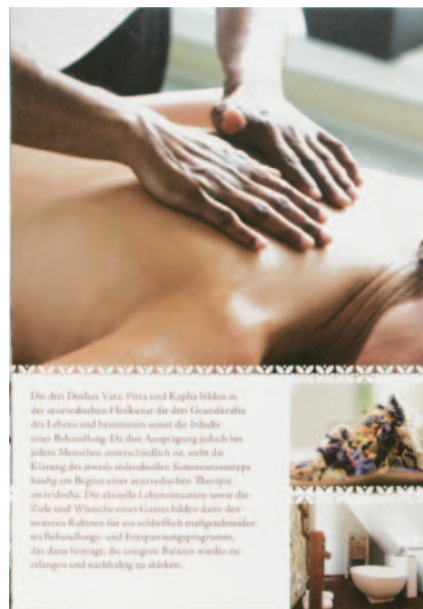 Die drei Doshas Vata, Pitta und Kapha bilden in
der ayurvedischen Heilkunst die drei Grundkräfte
des Lebens und bestimmen somit die Inhalte
einer Behandlung. Da ihre Ausprägung jedoch bei
jedem Menschen unterschiedlich ist, steht die
Klärung des jeweils individuellen Konstitutionstyps
häufig am Beginn einer ayurvedischen Therapie
im tridosha. Die aktuelle Lebenssituation sowie die
Ziele und Wünsche eines Gastes bilden dann den
weiteren Rahmen für ein schließlich maßgeschneider-
tes Behandlungs- und Entspannungsprogramm,
das dazu beiträgt, die ureigene Balance wieder zu
erlangen und nachhaltig zu stärken.